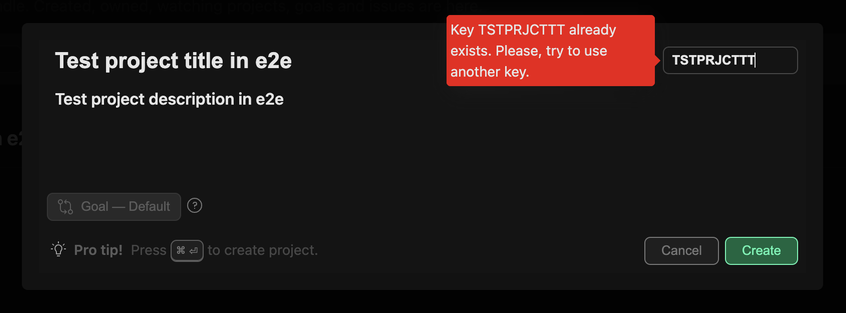 Test project title in e2e
Key TSTPRJCTTT already
exists. Please, try to use
another key.
TSTPRJCTTT
Test project description in e2e
Goal — Default ?
Pro tip! Press ⌘ ⏎ to create project.
Cancel
Create